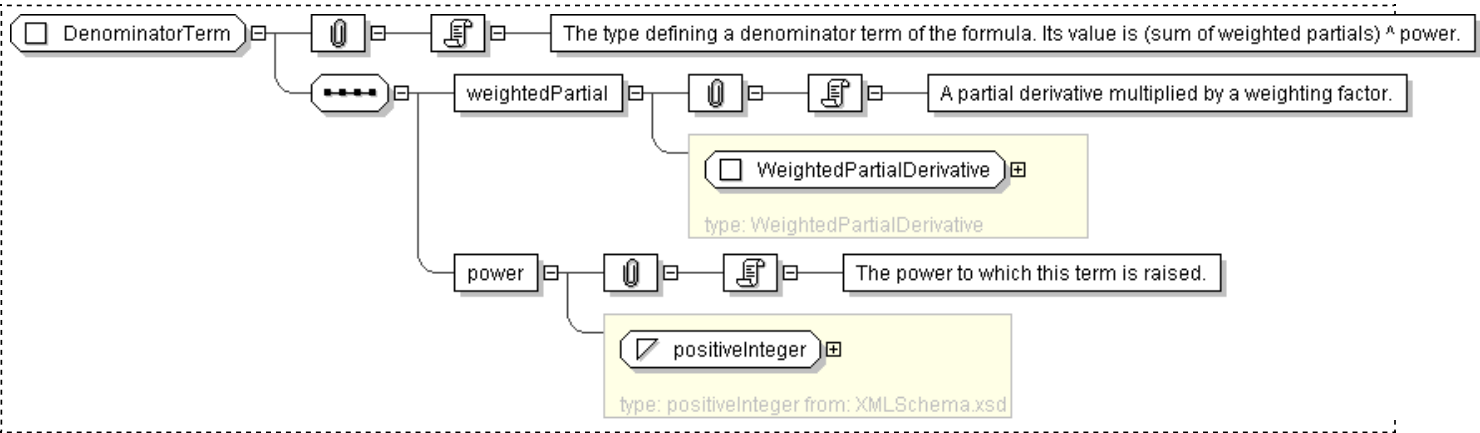 DenominatorTerm
The type defining a denominator term of the formula. Its value is (sum of weighted partials) ^ power.
weightedPartial
A partial derivative multiplied by a weighting factor.
WeightedPartialDerivative
type: WeightedPartialDerivative
power
The power to which this term is raised.
positiveInteger
type: positiveInteger from: XMLSchema.xsd